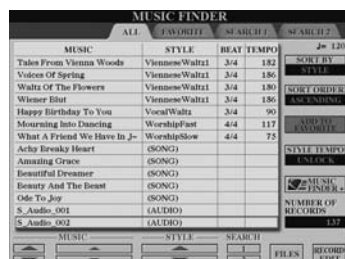 MUSIC FINDER
ALL FAVORITE SEARCH 1 SEARCH 2
MUSIC STYLE BEAT TEMPO
Tales From Vienna Woods VienneseWaltz1 3/4 182
Voices Of Spring VienneseWaltz1 3/4 186
Waltz Of The Flowers VienneseWaltz1 3/4 180
Wiener Blut VienneseWaltz1 3/4 186
Happy Birthday To You VocalWaltz 3/4 90
Mourning Into Dancing WorshipFast 4/4 117
What A Friend We Have In J~ WorshipSlow 4/4 75
Achy Breaky Heart (SONG)
Amazing Grace (SONG)
Beautiful Dreamer (SONG)
Beauty And The Beast (SONG)
Ode To Joy (SONG)
S_Audio_001 (AUDIO)
S_Audio_002 (AUDIO)
♩= 120
SORT BY
STYLE
SORT ORDER
ASCENDING
ADD TO
FAVORITE
STYLE TEMPO
UNLOCK
MUSIC
FINDER+
NUMBER OF
RECORDS
137
MUSIC STYLE SEARCH
1 2
FILES
RECORD
EDIT